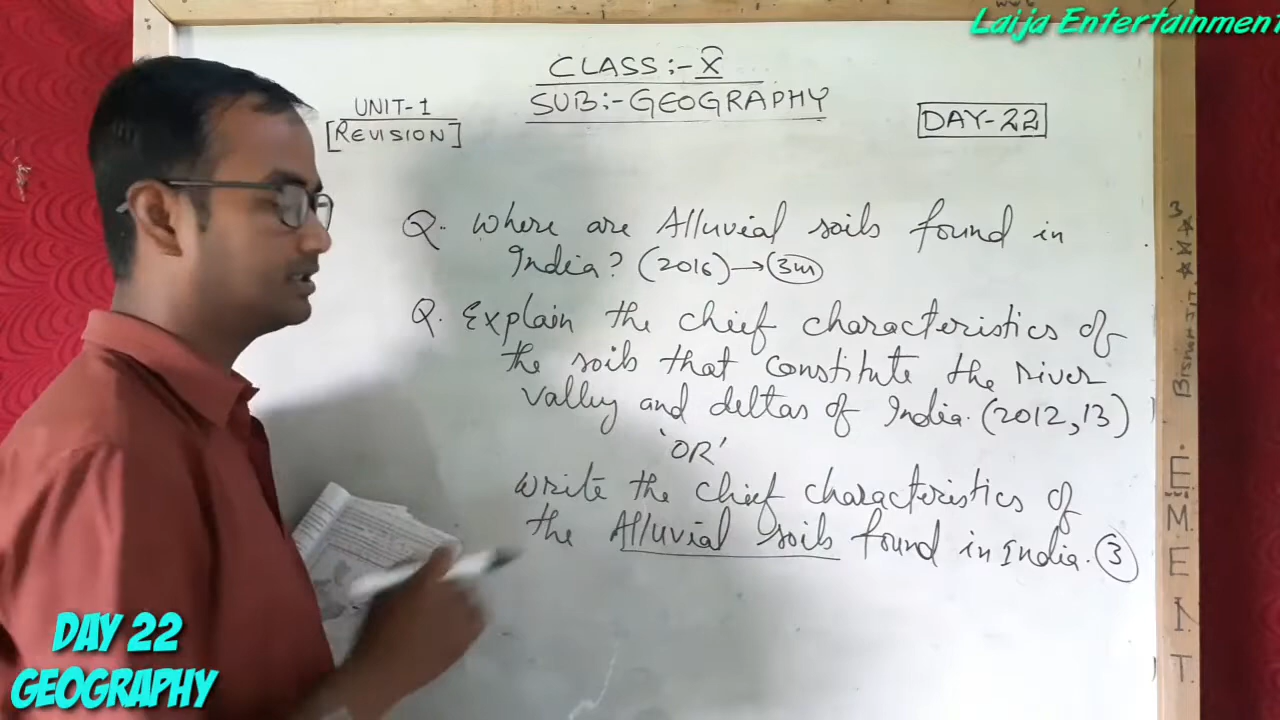 Laija Entertainment
CLASS :- X
SUB :- GEOGRAPHY
UNIT-1
[REVISION]
DAY-22
Q. Where are Alluvial soils found in
India? (2016) → 3m
Q. Explain the chief characteristics of
the soils that constitute the river
valley and deltas of India. (2012, 13)
'OR'
Write the chief characteristics of
the Alluvial soils found in India. 3
BISWAJIT
EMENT
DAY 22
GEOGRAPHY